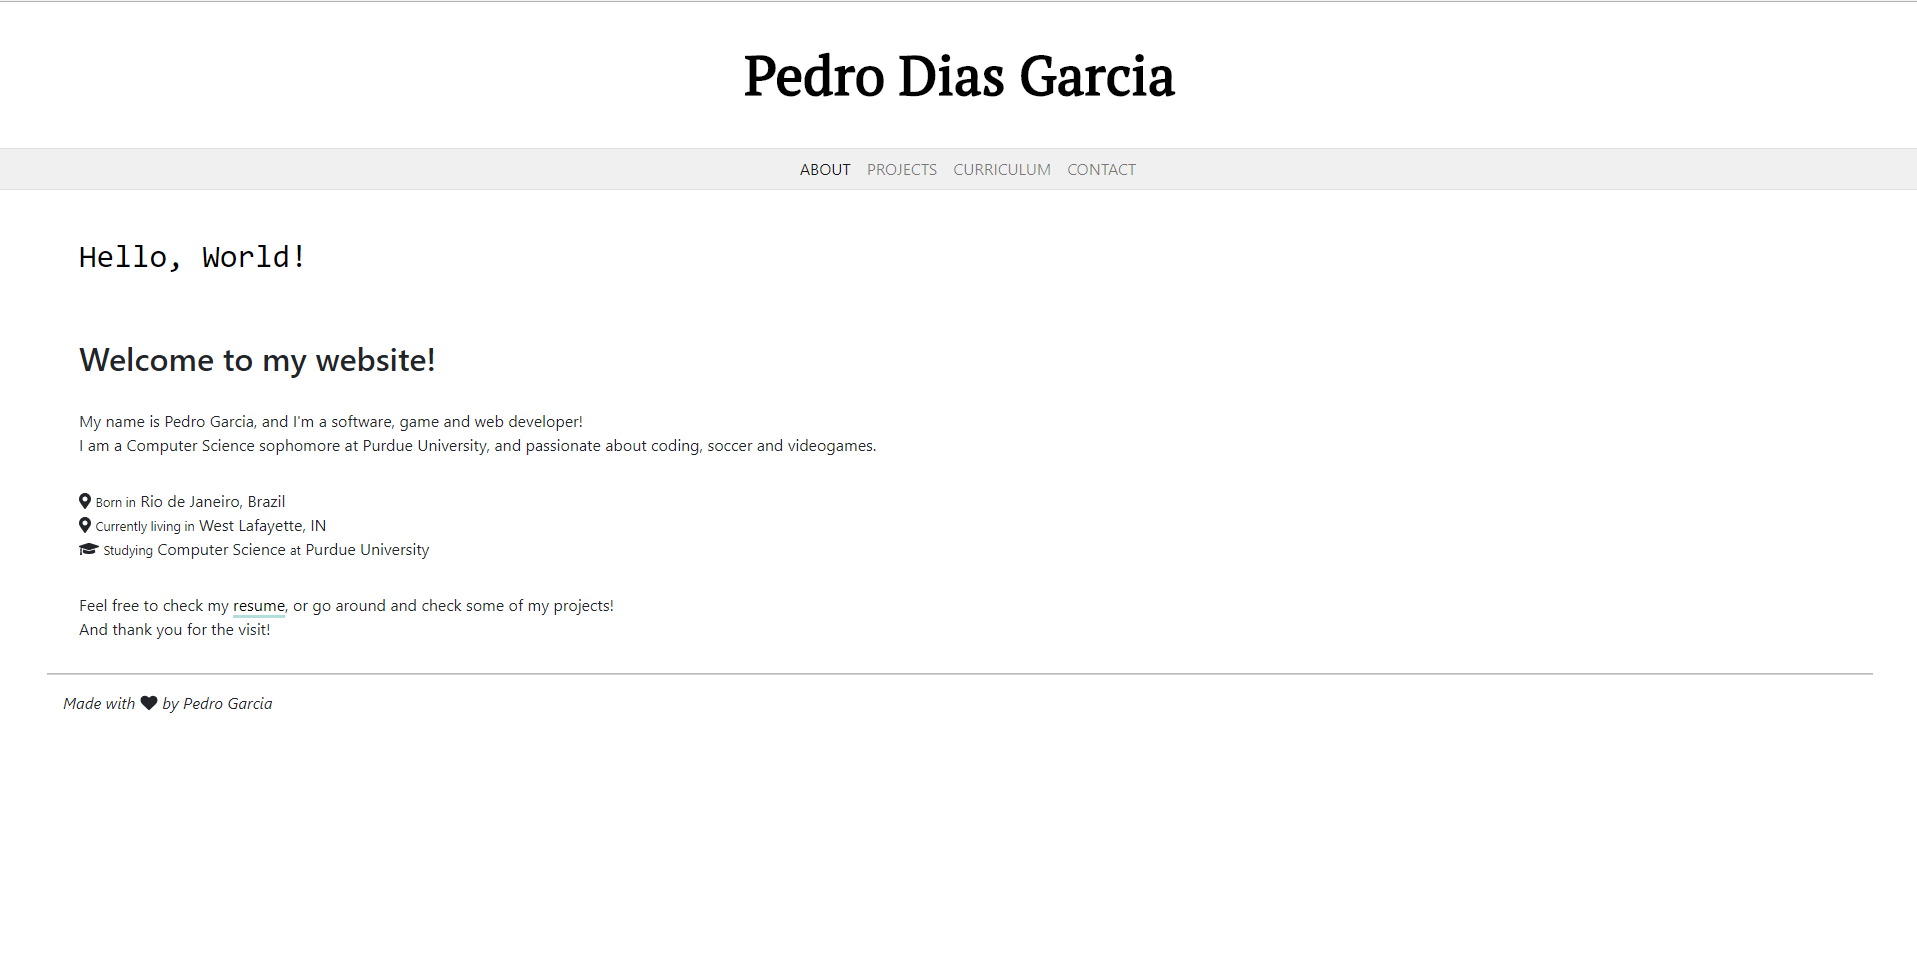 Pedro Dias Garcia
ABOUT PROJECTS CURRICULUM CONTACT
Hello, World!
Welcome to my website!
My name is Pedro Garcia, and I'm a software, game and web developer!
I am a Computer Science sophomore at Purdue University, and passionate about coding, soccer and videogames.
Born in Rio de Janeiro, Brazil
Currently living in West Lafayette, IN
Studying Computer Science at Purdue University
Feel free to check my resume, or go around and check some of my projects!
And thank you for the visit!
Made with by Pedro Garcia